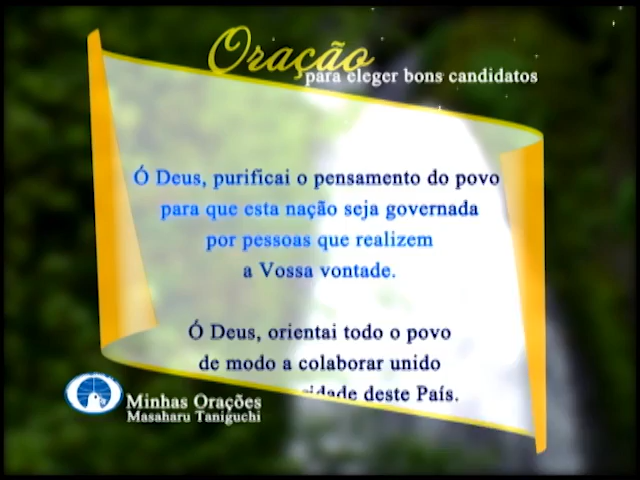 Oração
para eleger bons candidatos
Ó Deus, purificai o pensamento do povo
para que esta nação seja governada
por pessoas que realizem
a Vossa vontade.
Ó Deus, orientai todo o povo
de modo a colaborar unido
deste País.
Minhas Orações
Masaharu Taniguchi